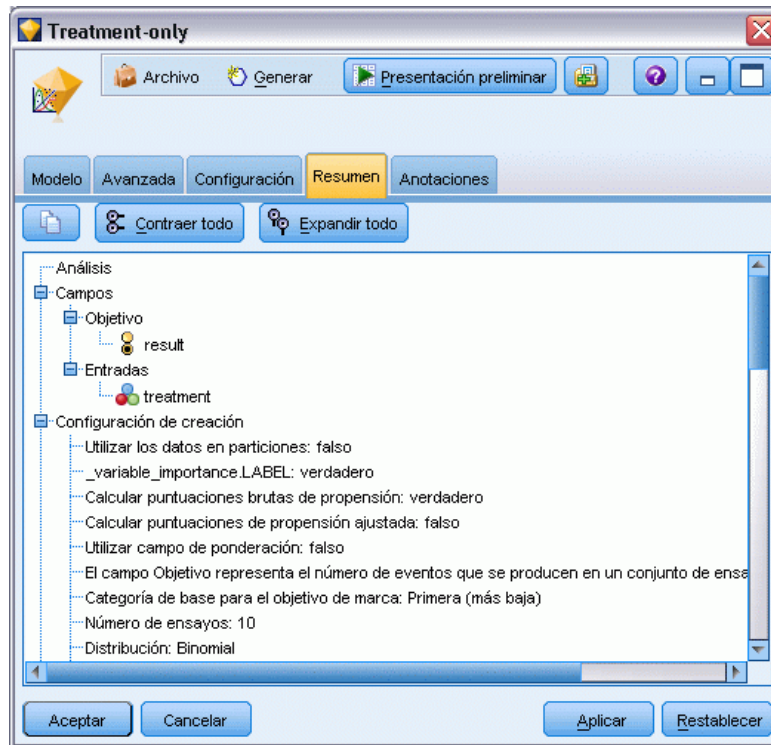 Treatment-only
Archivo Generar Presentación preliminar
Modelo Avanzada Configuración Resumen Anotaciones
Contraer todo Expandir todo
Análisis
Campos
Objetivo
result
Entradas
treatment
Configuración de creación
Utilizar los datos en particiones: falso
_variable_importance.LABEL: verdadero
Calcular puntuaciones brutas de propensión: verdadero
Calcular puntuaciones de propensión ajustada: falso
Utilizar campo de ponderación: falso
El campo Objetivo representa el número de eventos que se producen en un conjunto de ensa
Categoría de base para el objetivo de marca: Primera (más baja)
Número de ensayos: 10
Distribución: Binomial
Aceptar Cancelar Aplicar Restablecer